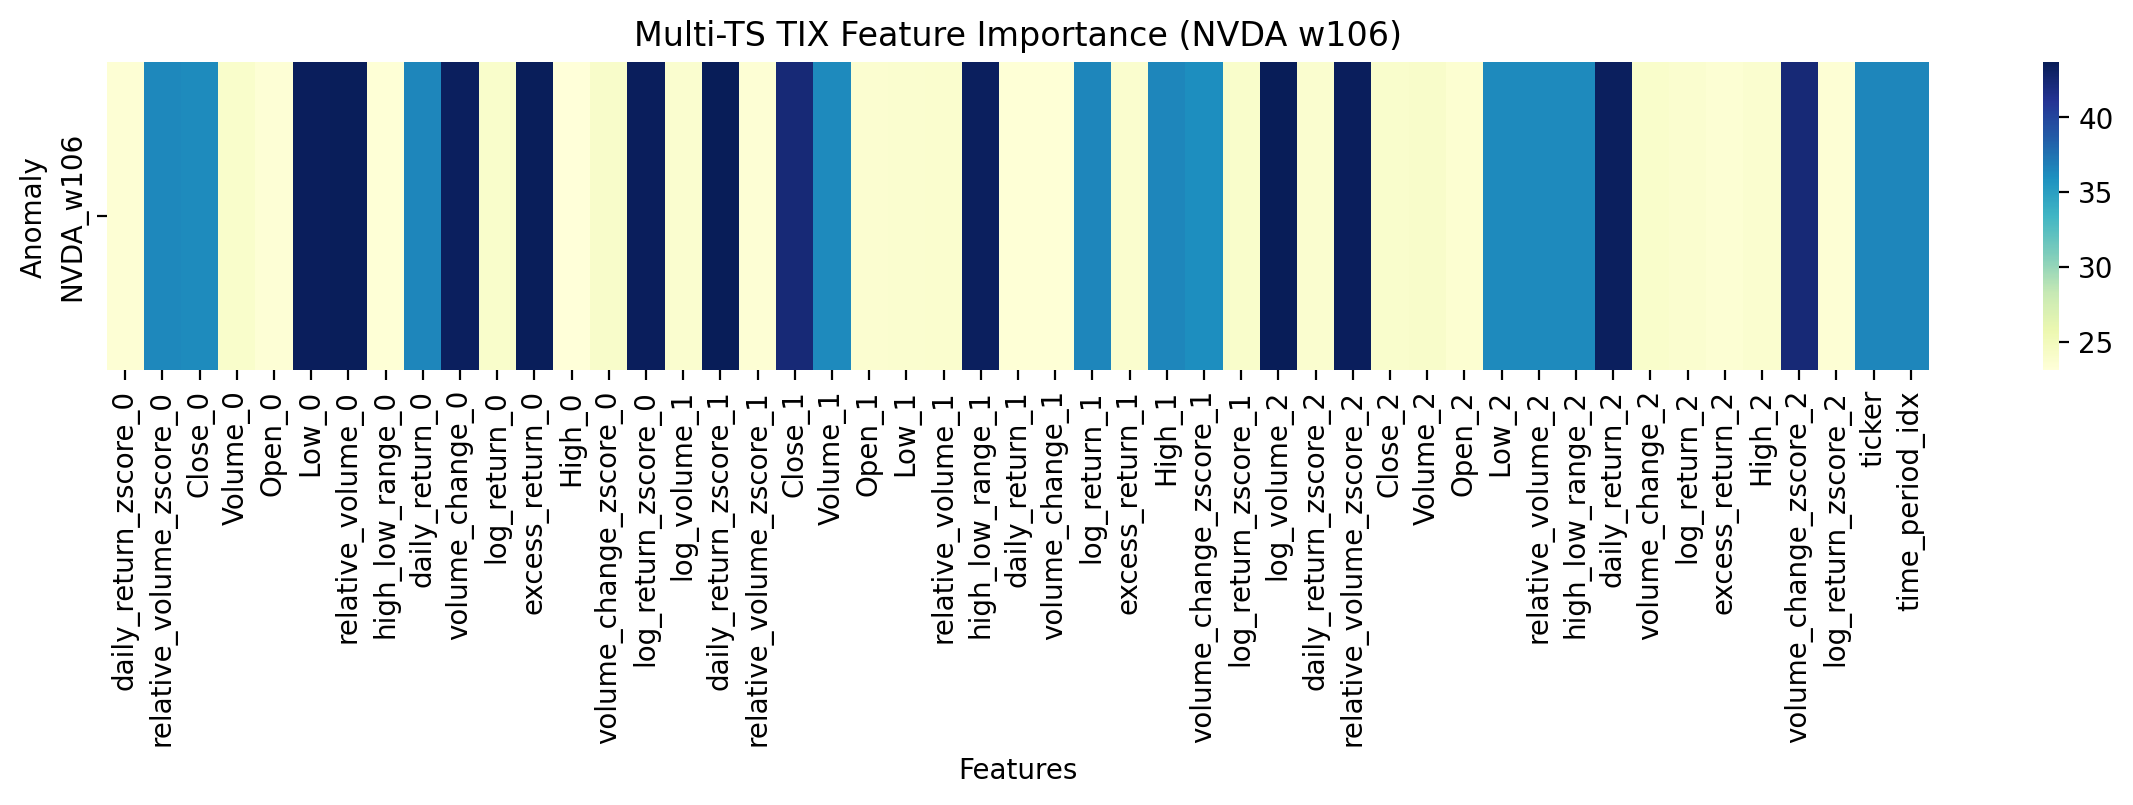 Multi-TS TIX Feature Importance (NVDA w106)
Anomaly
NVDA_w106
40
35
30
25
daily_return_zscore_0
relative_volume_zscore_0
Close_0
Volume_0
Open_0
Low_0
relative_volume_0
high_low_range_0
daily_return_0
volume_change_0
log_return_0
excess_return_0
High_0
volume_change_zscore_0
log_return_zscore_0
log_volume_1
daily_return_zscore_1
relative_volume_zscore_1
Close_1
Volume_1
Open_1
Low_1
relative_volume_1
high_low_range_1
daily_return_1
volume_change_1
log_return_1
excess_return_1
High_1
volume_change_zscore_1
log_return_zscore_1
log_volume_2
daily_return_zscore_2
relative_volume_zscore_2
Close_2
Volume_2
Open_2
Low_2
relative_volume_2
high_low_range_2
daily_return_2
volume_change_2
log_return_2
excess_return_2
High_2
volume_change_zscore_2
log_return_zscore_2
ticker
time_period_idx
Features